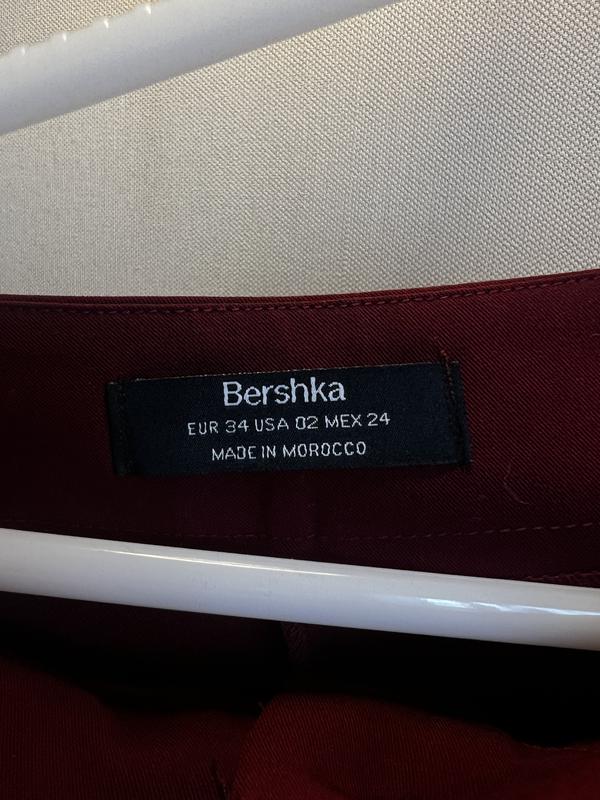 Bershka
EUR 34 USA 02 MEX 24
MADE IN MOROCCO